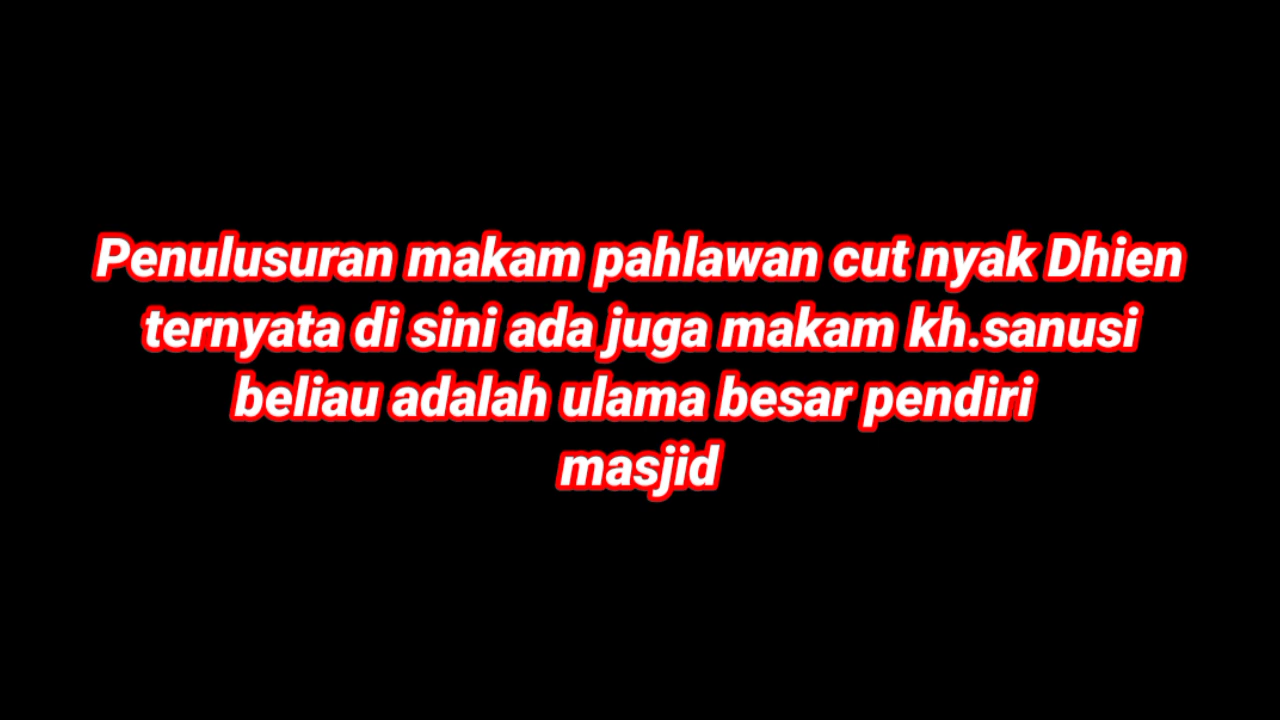 Penulusuran makam pahlawan cut nyak Dhien
ternyata di sini ada juga makam kh.sanusi
beliau adalah ulama besar pendiri
masjid